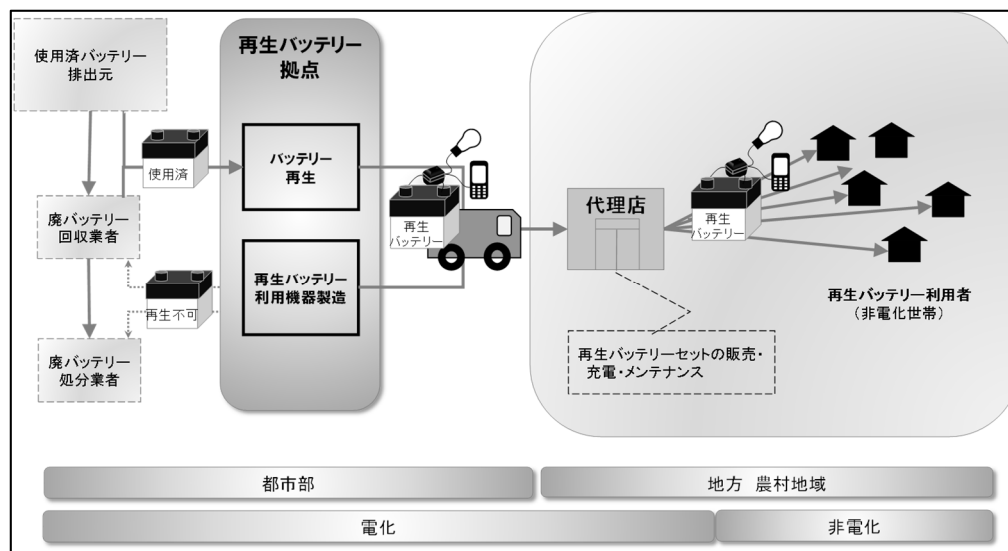 使用済バッテリー
排出元
再生バッテリー
拠点
使用済
バッテリー
再生
廃バッテリー
回収業者
再生
バッテリー
代理店
再生
バッテリー
再生バッテリー
利用機器製造
再生不可
再生バッテリー利用者
（非電化世帯）
廃バッテリー
処分業者
再生バッテリーセットの販売・
充電・メンテナンス
都市部
地方　農村地域
電化
非電化